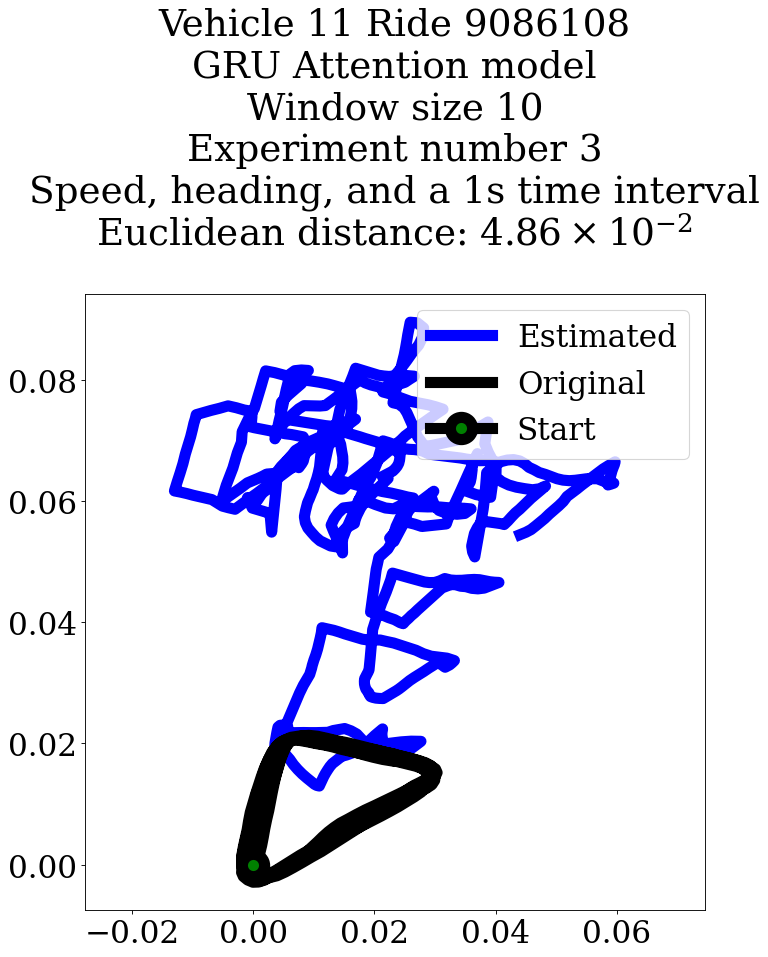 Vehicle 11 Ride 9086108
GRU Attention model
Window size 10
Experiment number 3
Speed, heading, and a 1s time interval
Euclidean distance: 4.86 × 10⁻²
Estimated
Original
Start
0.08
0.06
0.04
0.02
0.00
−0.02 0.00 0.02 0.04 0.06